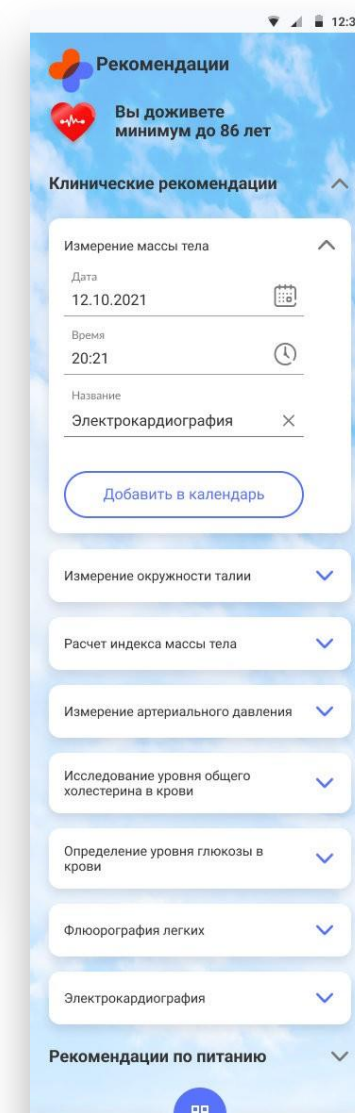 12:3
Рекомендации
Вы доживете
минимум до 86 лет
Клинические рекомендации
Измерение массы тела
Дата
12.10.2021
Время
20:21
Название
Электрокардиография
Добавить в календарь
Измерение окружности талии
Расчет индекса массы тела
Измерение артериального давления
Исследование уровня общего
холестерина в крови
Определение уровня глюкозы в
крови
Флюорография легких
Электрокардиография
Рекомендации по питанию